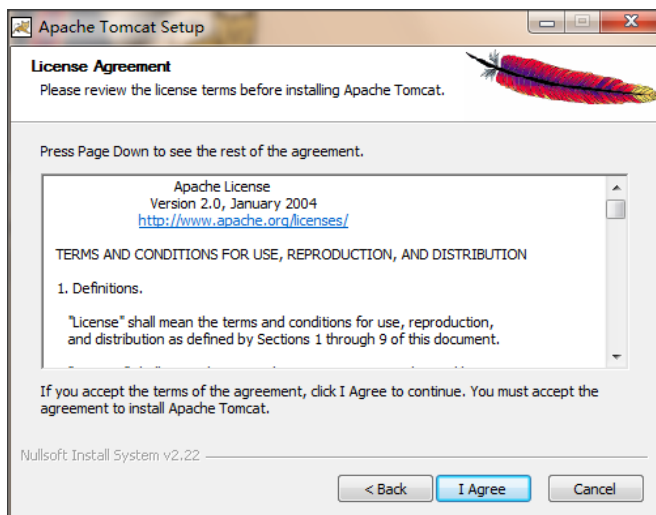 Apache Tomcat Setup
License Agreement
Please review the license terms before installing Apache Tomcat.
Press Page Down to see the rest of the agreement.
Apache License
Version 2.0, January 2004
http://www.apache.org/licenses/
TERMS AND CONDITIONS FOR USE, REPRODUCTION, AND DISTRIBUTION
1. Definitions.
"License" shall mean the terms and conditions for use, reproduction,
and distribution as defined by Sections 1 through 9 of this document.
If you accept the terms of the agreement, click I Agree to continue. You must accept the
agreement to install Apache Tomcat.
Nullsoft Install System v2.22
< Back
I Agree
Cancel